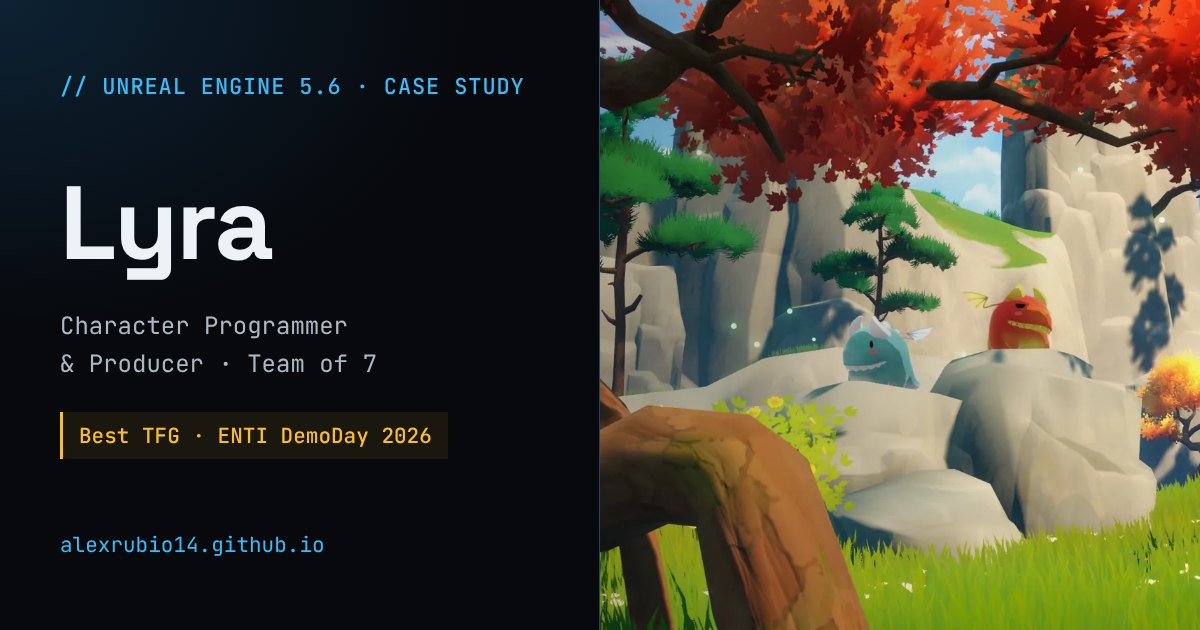 // UNREAL ENGINE 5.6 · CASE STUDY
Lyra
Character Programmer
& Producer · Team of 7
Best TFG · ENTI DemoDay 2026
alexrubio14.github.io